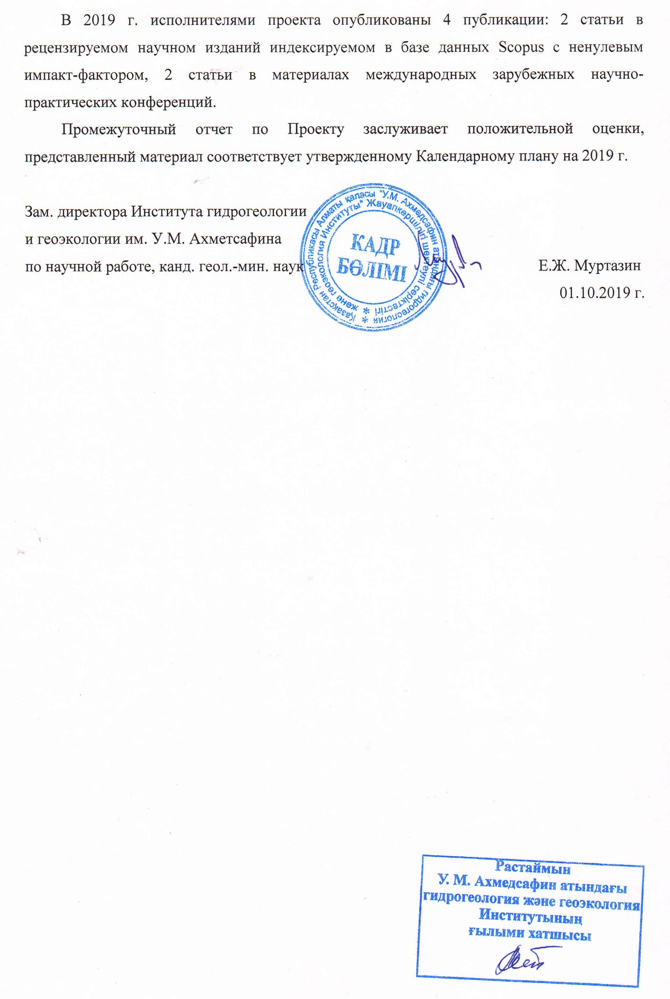 В 2019 г. исполнителями проекта опубликованы 4 публикации: 2 статьи в
рецензируемом научном изданий индексируемом в базе данных Scopus с ненулевым
импакт-фактором, 2 статьи в материалах международных зарубежных научно-
практических конференций.
Промежуточный отчет по Проекту заслуживает положительной оценки,
представленный материал соответствует утвержденному Календарному плану на 2019 г.
Зам. директора Института гидрогеологии
и геоэкологии им. У.М. Ахметсафина
по научной работе, канд. геол.-мин. наук
Е.Ж. Муртазин
01.10.2019 г.
Қазақстан Республикасы Алматы қаласы "У.М. Ахмедсафин атындағы гидрогеология
және геоэкология Институты" Жауапкершілігі шектеулі серіктестігі
КАДР
БӨЛІМІ
Растаймын
У. М. Ахмедсафин атындағы
гидрогеология және геоэкология
Институтының
ғылыми хатшысы